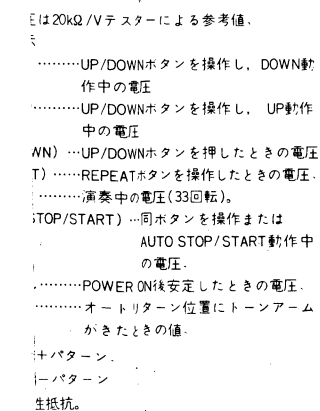 圧は20kΩ/Vテスターによる参考値、
示
………UP/DOWNボタンを操作し、DOWN動
作中の電圧
………UP/DOWNボタンを操作し、 UP動作
中の電圧
WN) …UP/DOWNホタンを押したときの電圧
T) ……REPEATボタンを操作したときの電圧.
………演奏中の電圧(33回転)。
STOP/START) …同ボタンを操作または
AUTO STOP/START動作中
の電圧.
………POWER ON後安定したときの電圧.
………オートリターン位置にトーンアーム
がきたときの値.
+パターン.
−パターン
性抵抗。